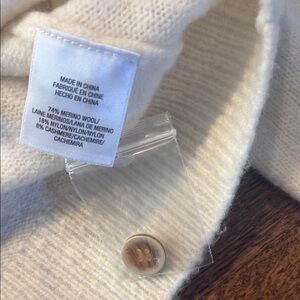 MADE IN CHINA
FABRIQUÉ EN CHINE
HECHO EN CHINA
74% MERINO WOOL/
LAINE MERINOS/LANA DE MERINO
18% NYLON/NYLON/NYLON
8% CASHMERE/CACHEMIRE/
CACHEMIRA